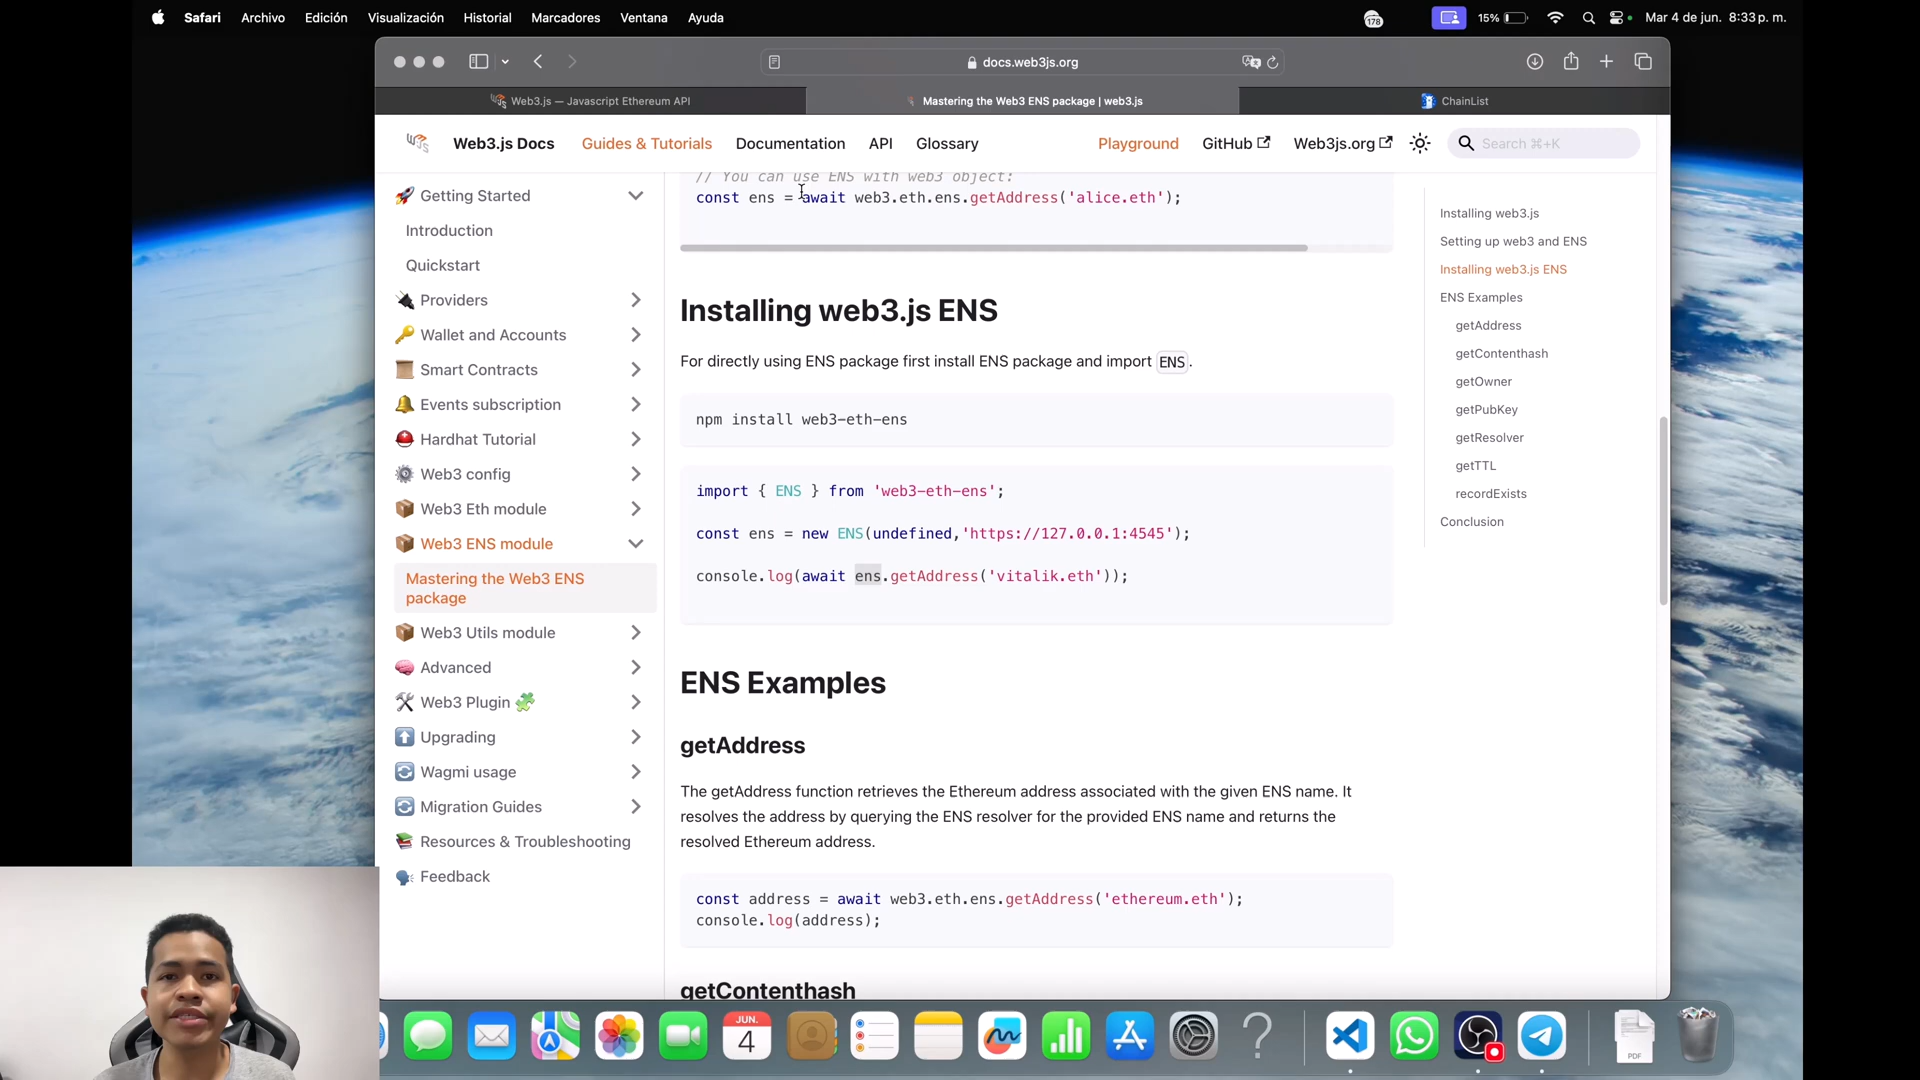 Safari Archivo Edición Visualización Historial Marcadores Ventana Ayuda
178
15%
Mar 4 de jun. 8:33 p. m.
docs.web3js.org
Web3.js — Javascript Ethereum API
Mastering the Web3 ENS package | web3.js
ChainList
Web3.js Docs
Guides & Tutorials
Documentation
API
Glossary
Playground
GitHub
Web3js.org
Search ⌘+K
Getting Started
Introduction
Quickstart
Providers
Wallet and Accounts
Smart Contracts
Events subscription
Hardhat Tutorial
Web3 config
Web3 Eth module
Web3 ENS module
Mastering the Web3 ENS
package
Web3 Utils module
Advanced
Web3 Plugin
Upgrading
Wagmi usage
Migration Guides
Resources & Troubleshooting
Feedback
// You can use ENS with web3 object:
const ens = await web3.eth.ens.getAddress('alice.eth');
Installing web3.js ENS
For directly using ENS package first install ENS package and import ENS.
npm install web3-eth-ens
import { ENS } from 'web3-eth-ens';
const ens = new ENS(undefined,'https://127.0.0.1:4545');
console.log(await ens.getAddress('vitalik.eth'));
ENS Examples
getAddress
The getAddress function retrieves the Ethereum address associated with the given ENS name. It
resolves the address by querying the ENS resolver for the provided ENS name and returns the
resolved Ethereum address.
const address = await web3.eth.ens.getAddress('ethereum.eth');
console.log(address);
getContenthash
Installing web3.js
Setting up web3 and ENS
Installing web3.js ENS
ENS Examples
getAddress
getContenthash
getOwner
getPubKey
getResolver
getTTL
recordExists
Conclusion
JUN.
4
PDF